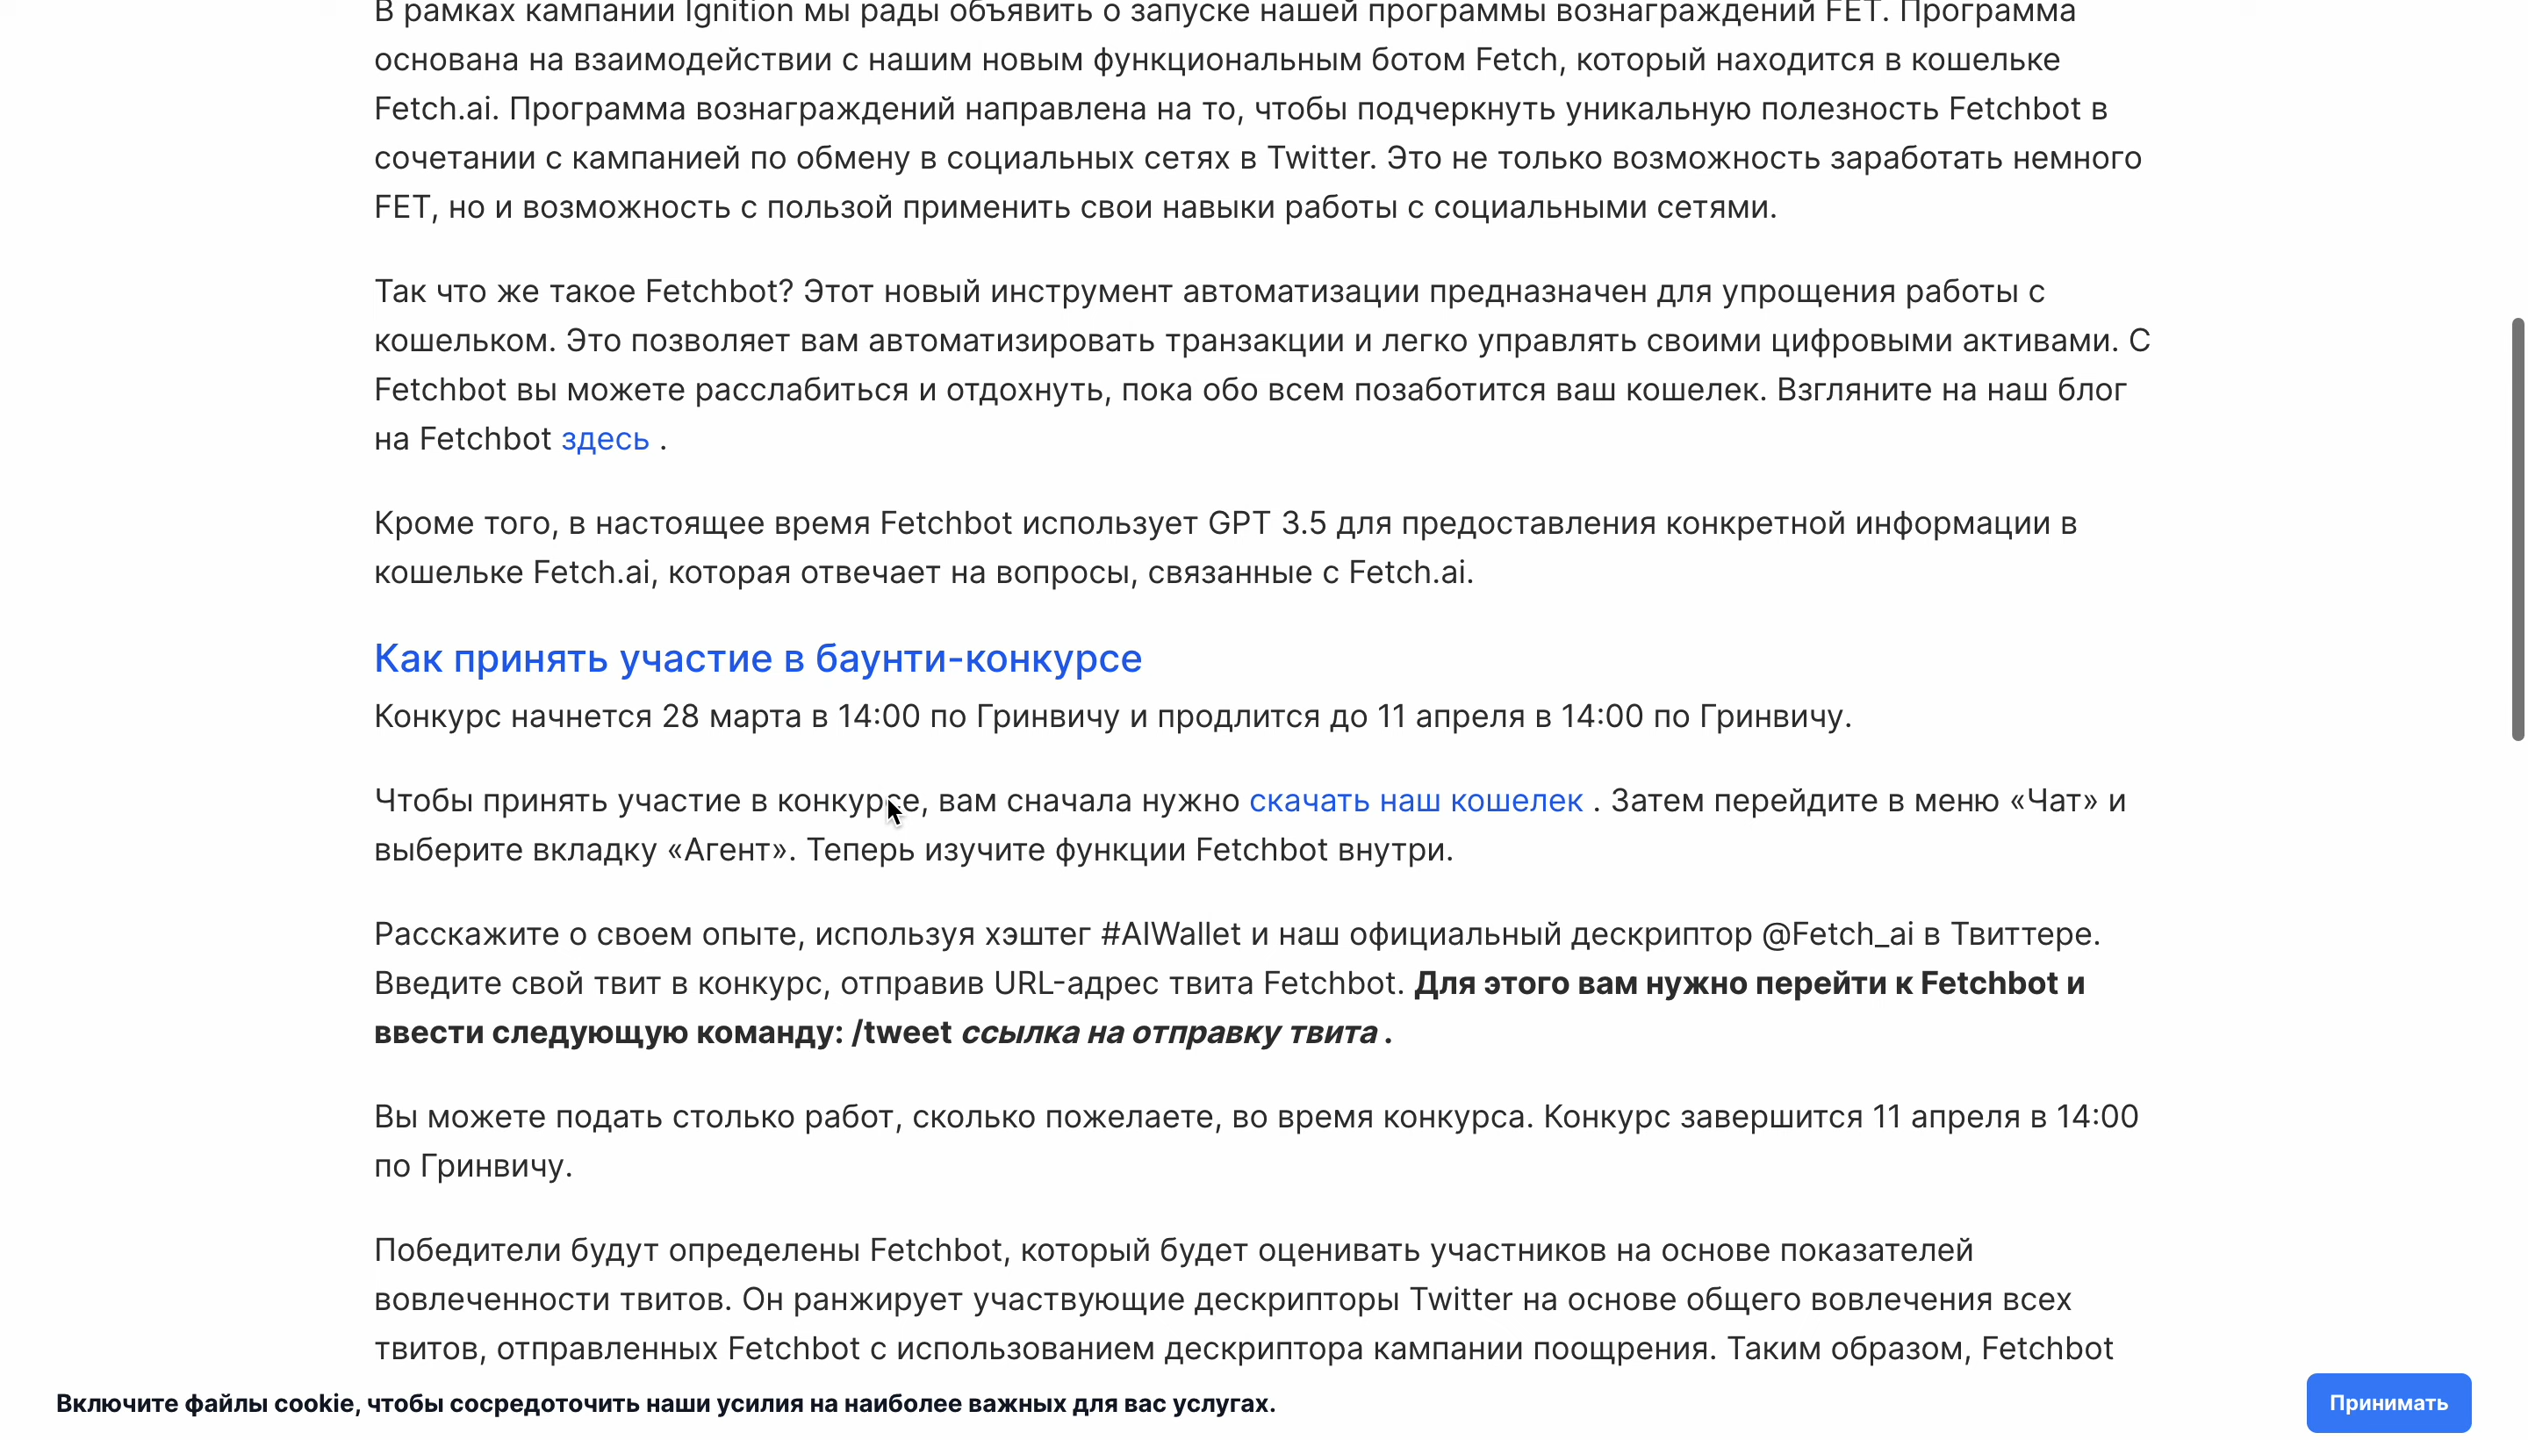 В рамках кампании Ignition мы рады объявить о запуске нашей программы вознаграждений FET. Программа
основана на взаимодействии с нашим новым функциональным ботом Fetch, который находится в кошельке
Fetch.ai. Программа вознаграждений направлена на то, чтобы подчеркнуть уникальную полезность Fetchbot в
сочетании с кампанией по обмену в социальных сетях в Twitter. Это не только возможность заработать немного
FET, но и возможность с пользой применить свои навыки работы с социальными сетями.
Так что же такое Fetchbot? Этот новый инструмент автоматизации предназначен для упрощения работы с
кошельком. Это позволяет вам автоматизировать транзакции и легко управлять своими цифровыми активами. С
Fetchbot вы можете расслабиться и отдохнуть, пока обо всем позаботится ваш кошелек. Взгляните на наш блог
на Fetchbot здесь .
Кроме того, в настоящее время Fetchbot использует GPT 3.5 для предоставления конкретной информации в
кошельке Fetch.ai, которая отвечает на вопросы, связанные с Fetch.ai.
Как принять участие в баунти-конкурсе
Конкурс начнется 28 марта в 14:00 по Гринвичу и продлится до 11 апреля в 14:00 по Гринвичу.
Чтобы принять участие в конкурсе, вам сначала нужно скачать наш кошелек . Затем перейдите в меню «Чат» и
выберите вкладку «Агент». Теперь изучите функции Fetchbot внутри.
Расскажите о своем опыте, используя хэштег #AIWallet и наш официальный дескриптор @Fetch_ai в Твиттере.
Введите свой твит в конкурс, отправив URL-адрес твита Fetchbot. Для этого вам нужно перейти к Fetchbot и
ввести следующую команду: /tweet ссылка на отправку твита .
Вы можете подать столько работ, сколько пожелаете, во время конкурса. Конкурс завершится 11 апреля в 14:00
по Гринвичу.
Победители будут определены Fetchbot, который будет оценивать участников на основе показателей
вовлеченности твитов. Он ранжирует участвующие дескрипторы Twitter на основе общего вовлечения всех
твитов, отправленных Fetchbot с использованием дескриптора кампании поощрения. Таким образом, Fetchbot
Включите файлы cookie, чтобы сосредоточить наши усилия на наиболее важных для вас услугах.
Принимать